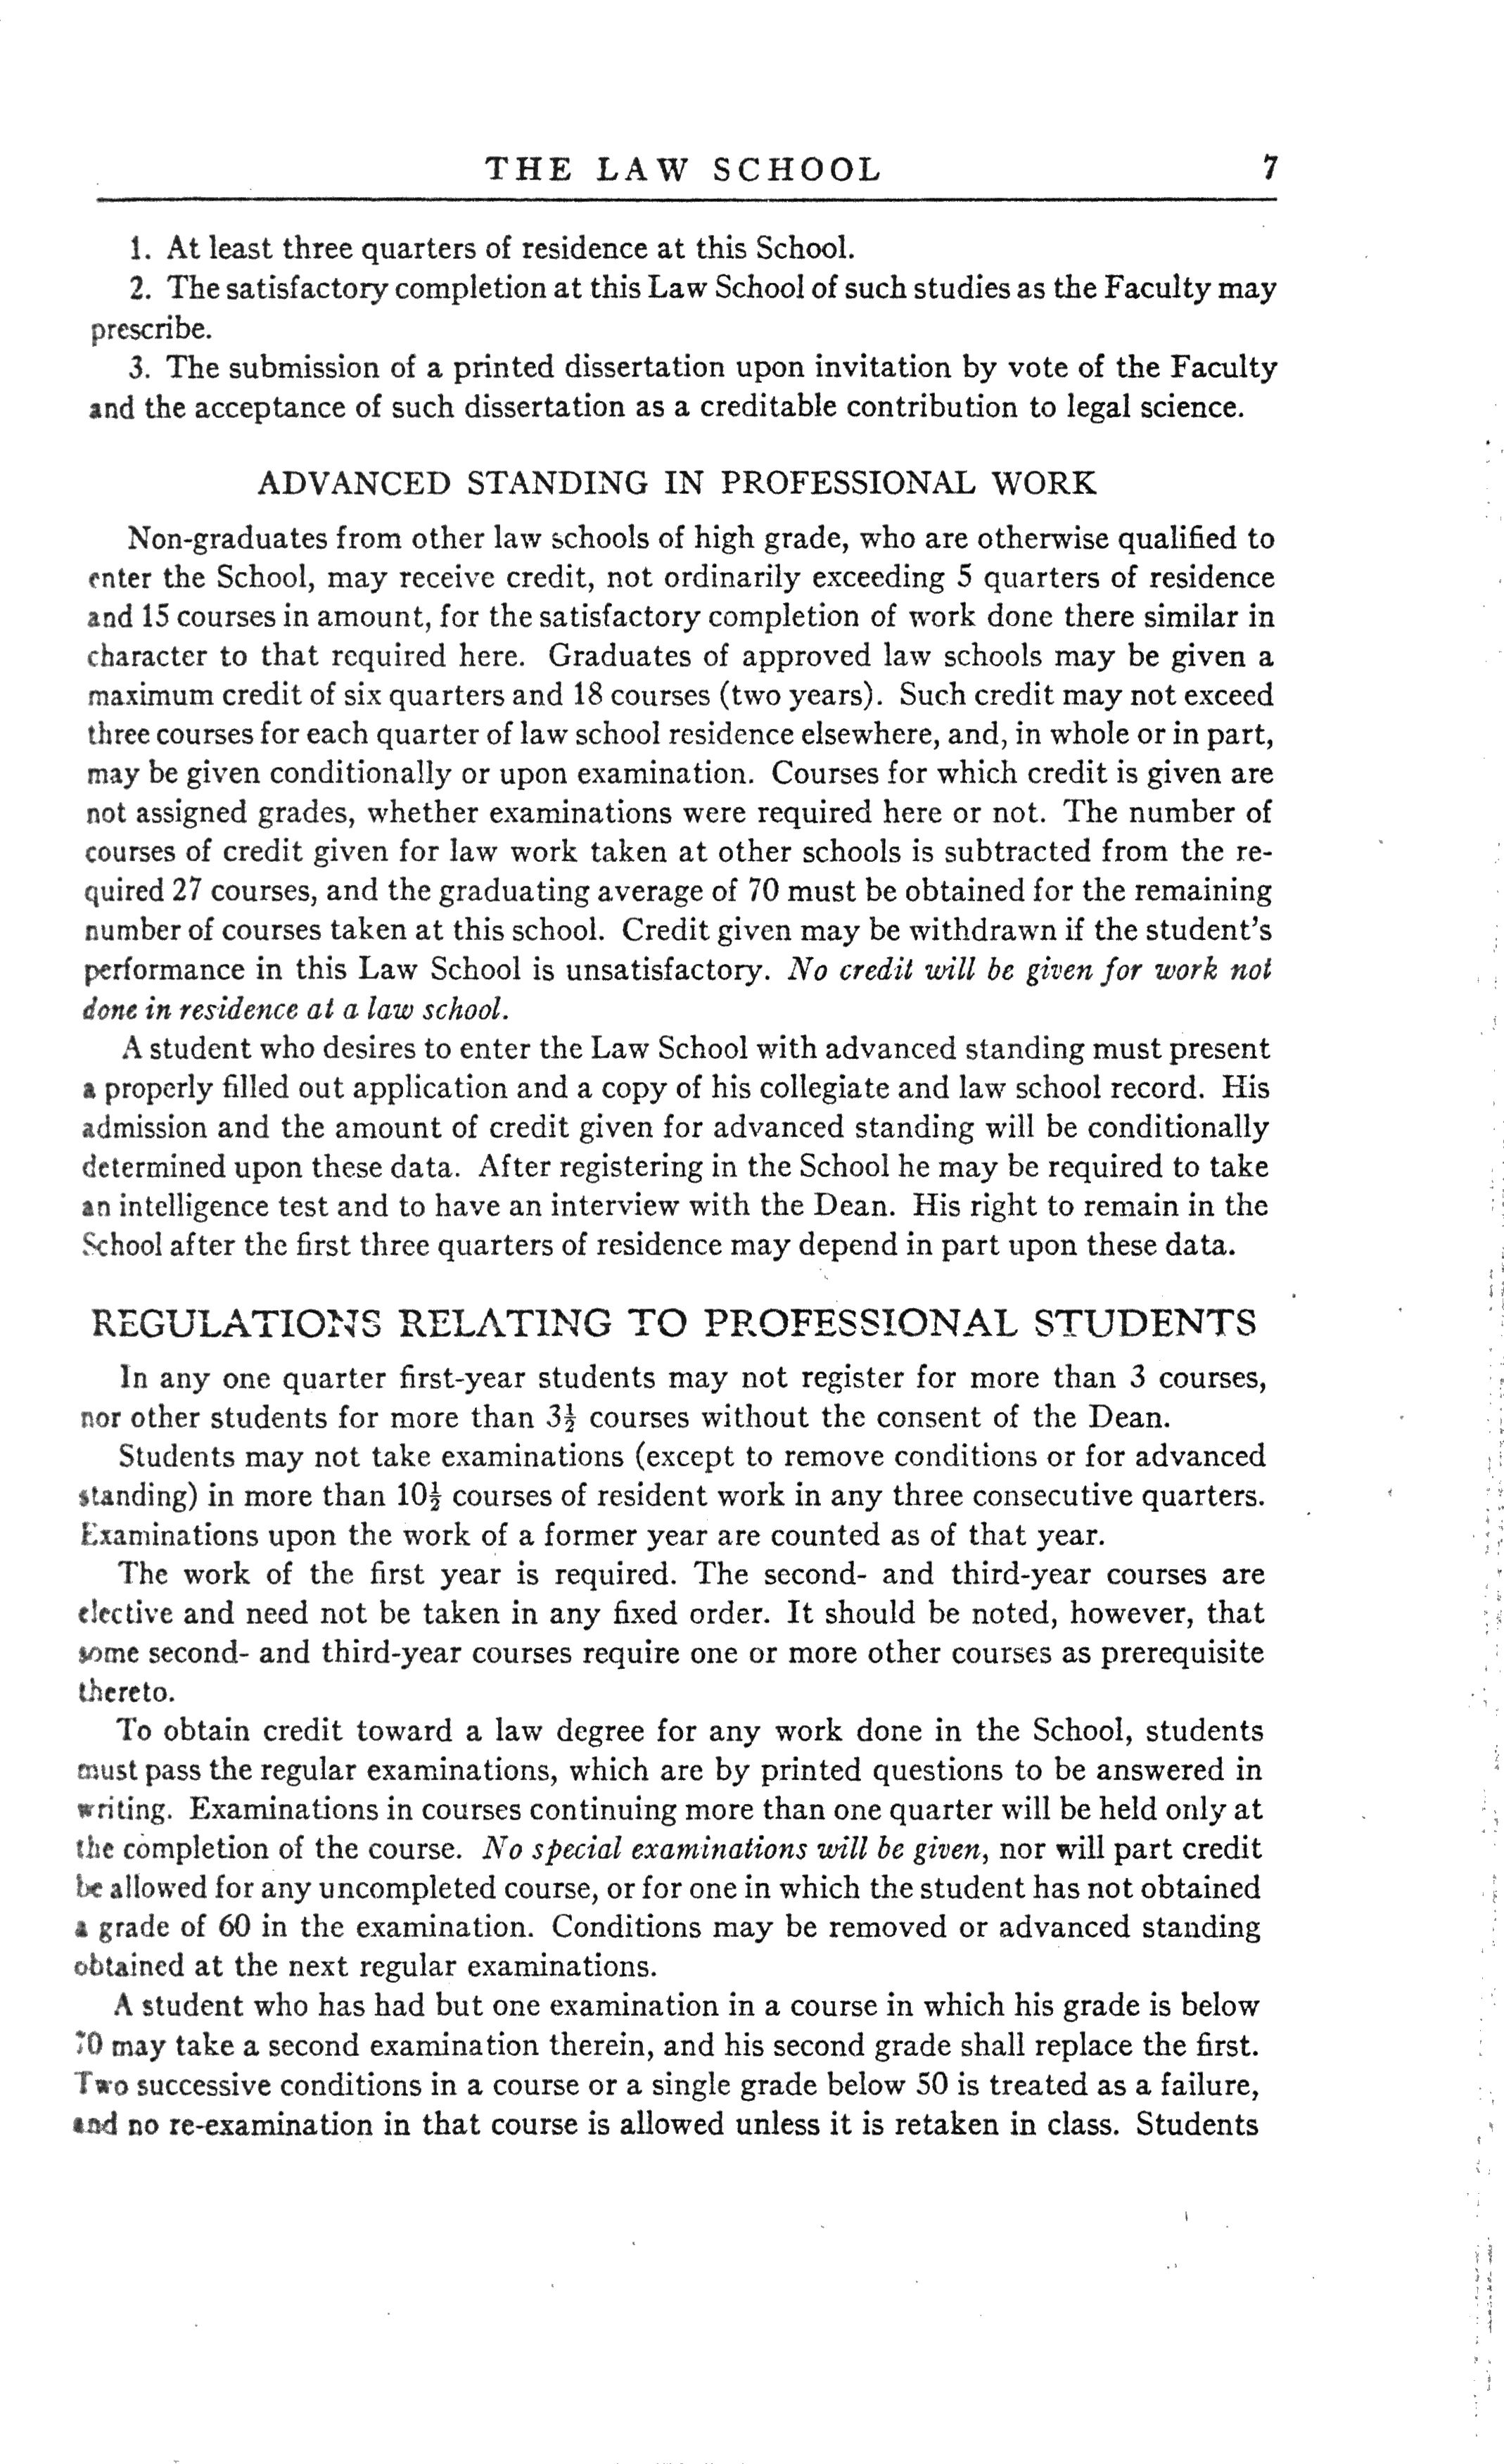 THE LAW SCHOOL 7
1. At least three quarters of residence at this School.
2. The satisfactory completion at this Law School of such studies as the Faculty may
prescribe.
3. The submission of a printed dissertation upon invitation by vote of the Faculty
and the acceptance of such dissertation as a creditable contribution to legal science.
ADVANCED STANDING IN PROFESSIONAL WORK
Non-graduates from other law schools of high grade, who are otherwise qualified to
enter the School, may receive credit, not ordinarily exceeding 5 quarters of residence
and 15 courses in amount, for the satisfactory completion of work done there similar in
character to that required here. Graduates of approved law schools may be given a
maximum credit of six quarters and 18 courses (two years). Such credit may not exceed
three courses for each quarter of law school residence elsewhere, and, in whole or in part,
may be given conditionally or upon examination. Courses for which credit is given are
not assigned grades, whether examinations were required here or not. The number of
courses of credit given for law work taken at other schools is subtracted from the re-
quired 27 courses, and the graduating average of 70 must be obtained for the remaining
number of courses taken at this school. Credit given may be withdrawn if the student's
performance in this Law School is unsatisfactory. No credit will be given for work not
done in residence at a law school.
A student who desires to enter the Law School with advanced standing must present
a properly filled out application and a copy of his collegiate and law school record. His
admission and the amount of credit given for advanced standing will be conditionally
determined upon these data. After registering in the School he may be required to take
an intelligence test and to have an interview with the Dean. His right to remain in the
School after the first three quarters of residence may depend in part upon these data.
REGULATIONS RELATING TO PROFESSIONAL STUDENTS
In any one quarter first-year students may not register for more than 3 courses,
nor other students for more than 3½ courses without the consent of the Dean.
Students may not take examinations (except to remove conditions or for advanced
standing) in more than 10½ courses of resident work in any three consecutive quarters.
Examinations upon the work of a former year are counted as of that year.
The work of the first year is required. The second- and third-year courses are
elective and need not be taken in any fixed order. It should be noted, however, that
some second- and third-year courses require one or more other courses as prerequisite
thereto.
To obtain credit toward a law degree for any work done in the School, students
must pass the regular examinations, which are by printed questions to be answered in
writing. Examinations in courses continuing more than one quarter will be held only at
the completion of the course. No special examinations will be given, nor will part credit
be allowed for any uncompleted course, or for one in which the student has not obtained
a grade of 60 in the examination. Conditions may be removed or advanced standing
obtained at the next regular examinations.
A student who has had but one examination in a course in which his grade is below
70 may take a second examination therein, and his second grade shall replace the first.
Two successive conditions in a course or a single grade below 50 is treated as a failure,
and no re-examination in that course is allowed unless it is retaken in class. Students